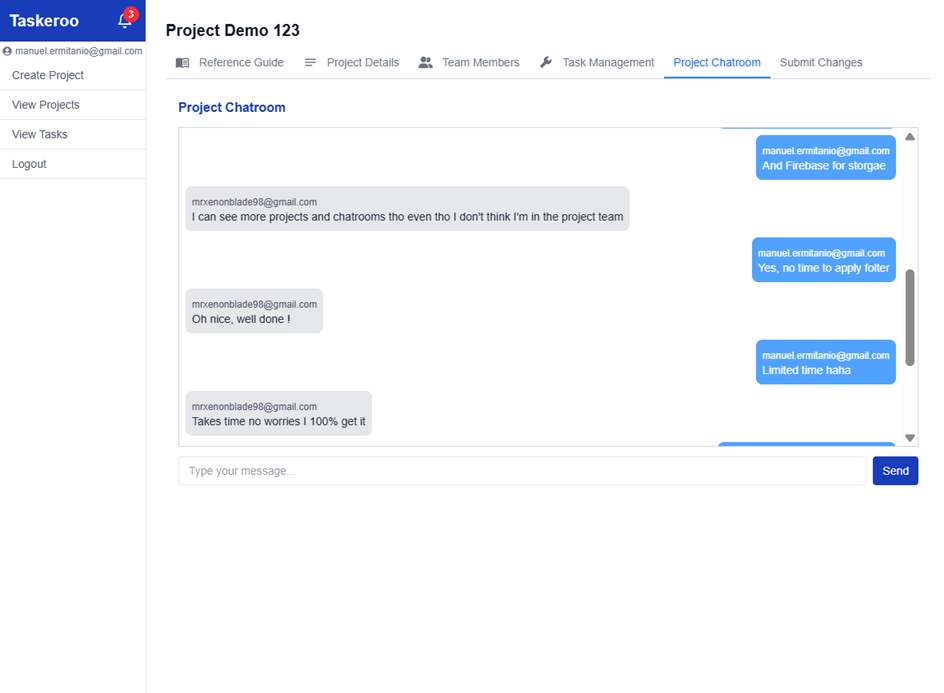 Taskeroo
3
manuel.ermitanio@gmail.com
Create Project
View Projects
View Tasks
Logout
Project Demo 123
Reference Guide
Project Details
Team Members
Task Management
Project Chatroom
Submit Changes
Project Chatroom
manuel.ermitanio@gmail.com
And Firebase for storgae
mrxenonblade98@gmail.com
I can see more projects and chatrooms tho even tho I don't think I'm in the project team
manuel.ermitanio@gmail.com
Yes, no time to apply folter
mrxenonblade98@gmail.com
Oh nice, well done !
manuel.ermitanio@gmail.com
Limited time haha
mrxenonblade98@gmail.com
Takes time no worries I 100% get it
Type your message...
Send